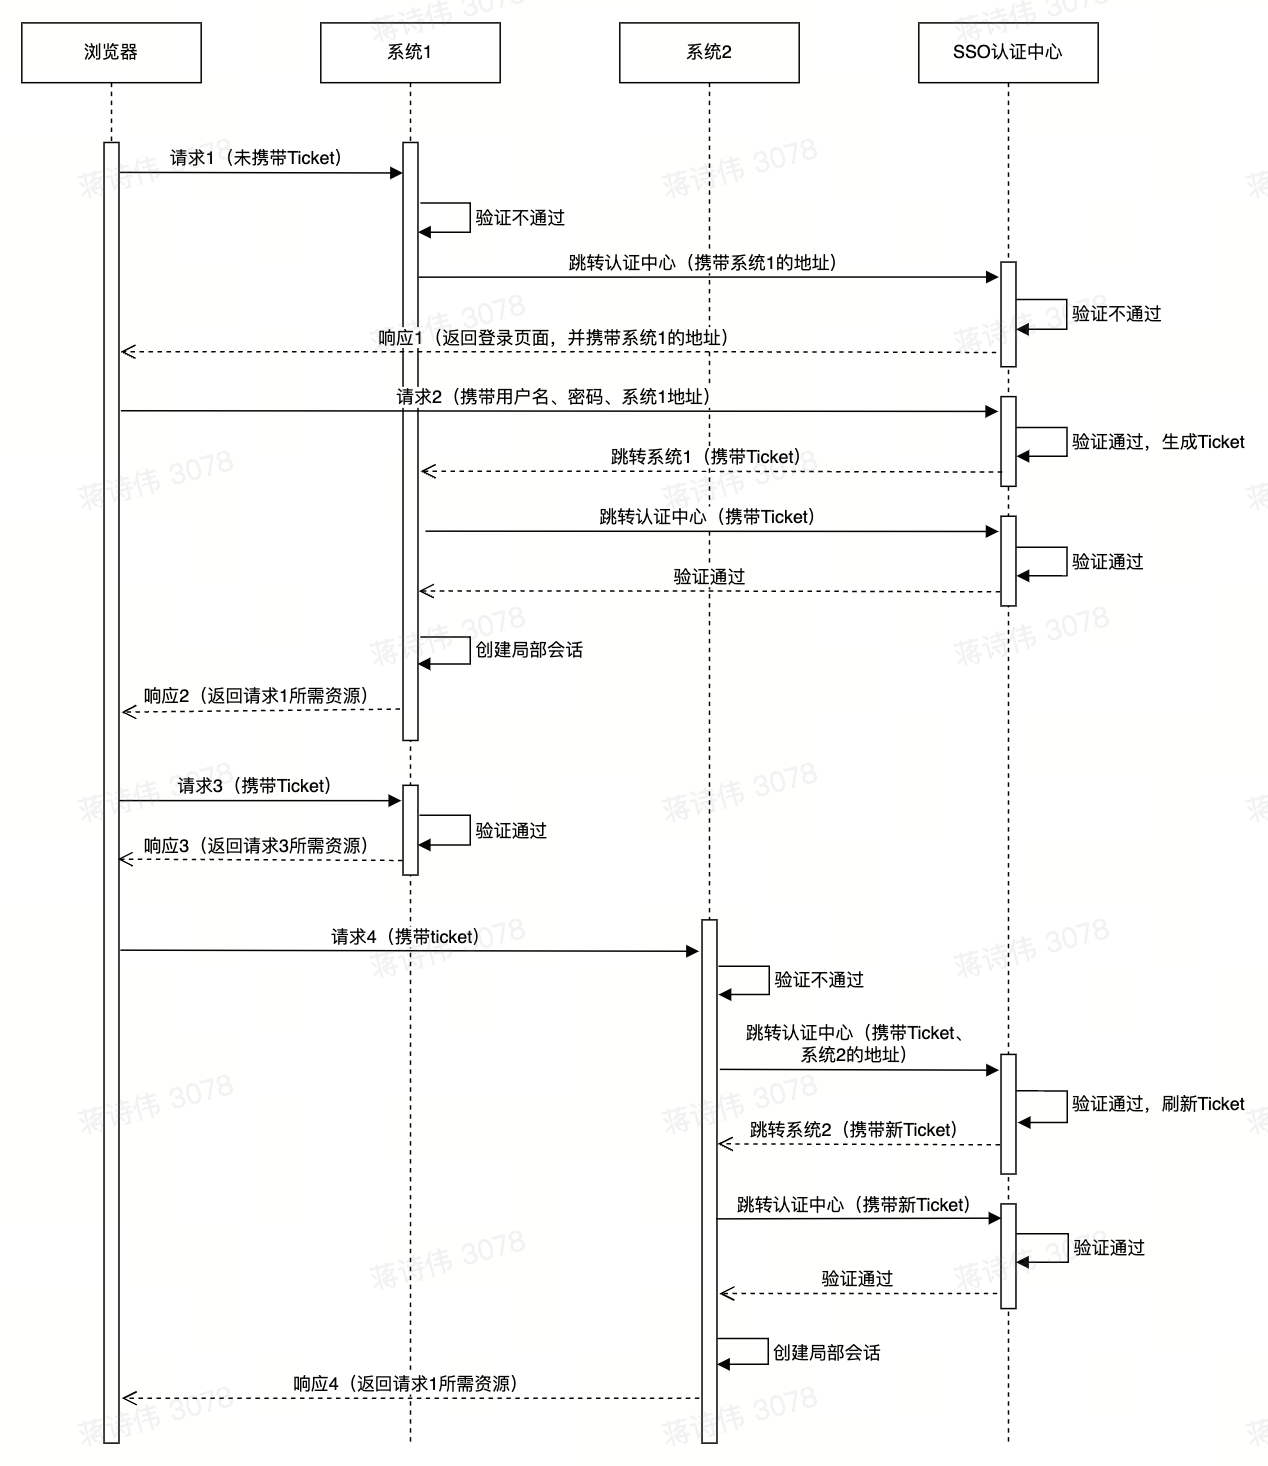 浏览器
系统1
系统2
SSO认证中心
请求1（未携带Ticket）
验证不通过
跳转认证中心（携带系统1的地址）
验证不通过
响应1（返回登录页面，并携带系统1的地址）
请求2（携带用户名、密码、系统1地址）
验证通过，生成Ticket
跳转系统1（携带Ticket）
跳转认证中心（携带Ticket）
验证通过
验证通过
创建局部会话
响应2（返回请求1所需资源）
请求3（携带Ticket）
验证通过
响应3（返回请求3所需资源）
请求4（携带ticket）
验证不通过
跳转认证中心（携带Ticket、
系统2的地址）
验证通过，刷新Ticket
跳转系统2（携带新Ticket）
跳转认证中心（携带新Ticket）
验证通过
验证通过
创建局部会话
响应4（返回请求1所需资源）
蒋诗伟 3078